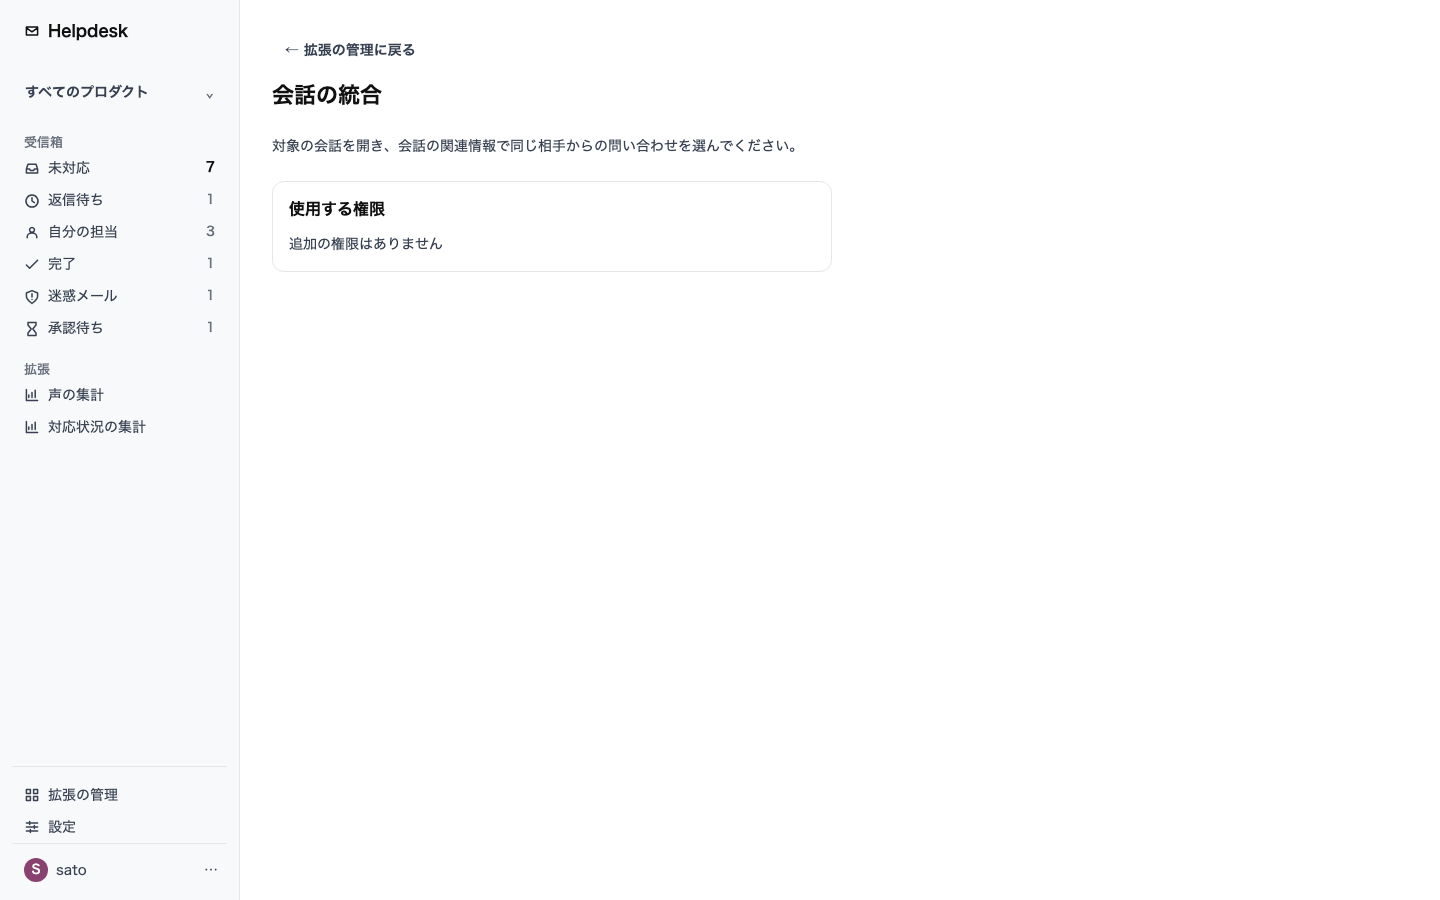 Helpdesk
すべてのプロダクト
受信箱
未対応 7
返信待ち 1
自分の担当 3
完了 1
迷惑メール 1
承認待ち 1
拡張
声の集計
対応状況の集計
拡張の管理
設定
S sato ...
← 拡張の管理に戻る
会話の統合
対象の会話を開き、会話の関連情報で同じ相手からの問い合わせを選んでください。
使用する権限
追加の権限はありません